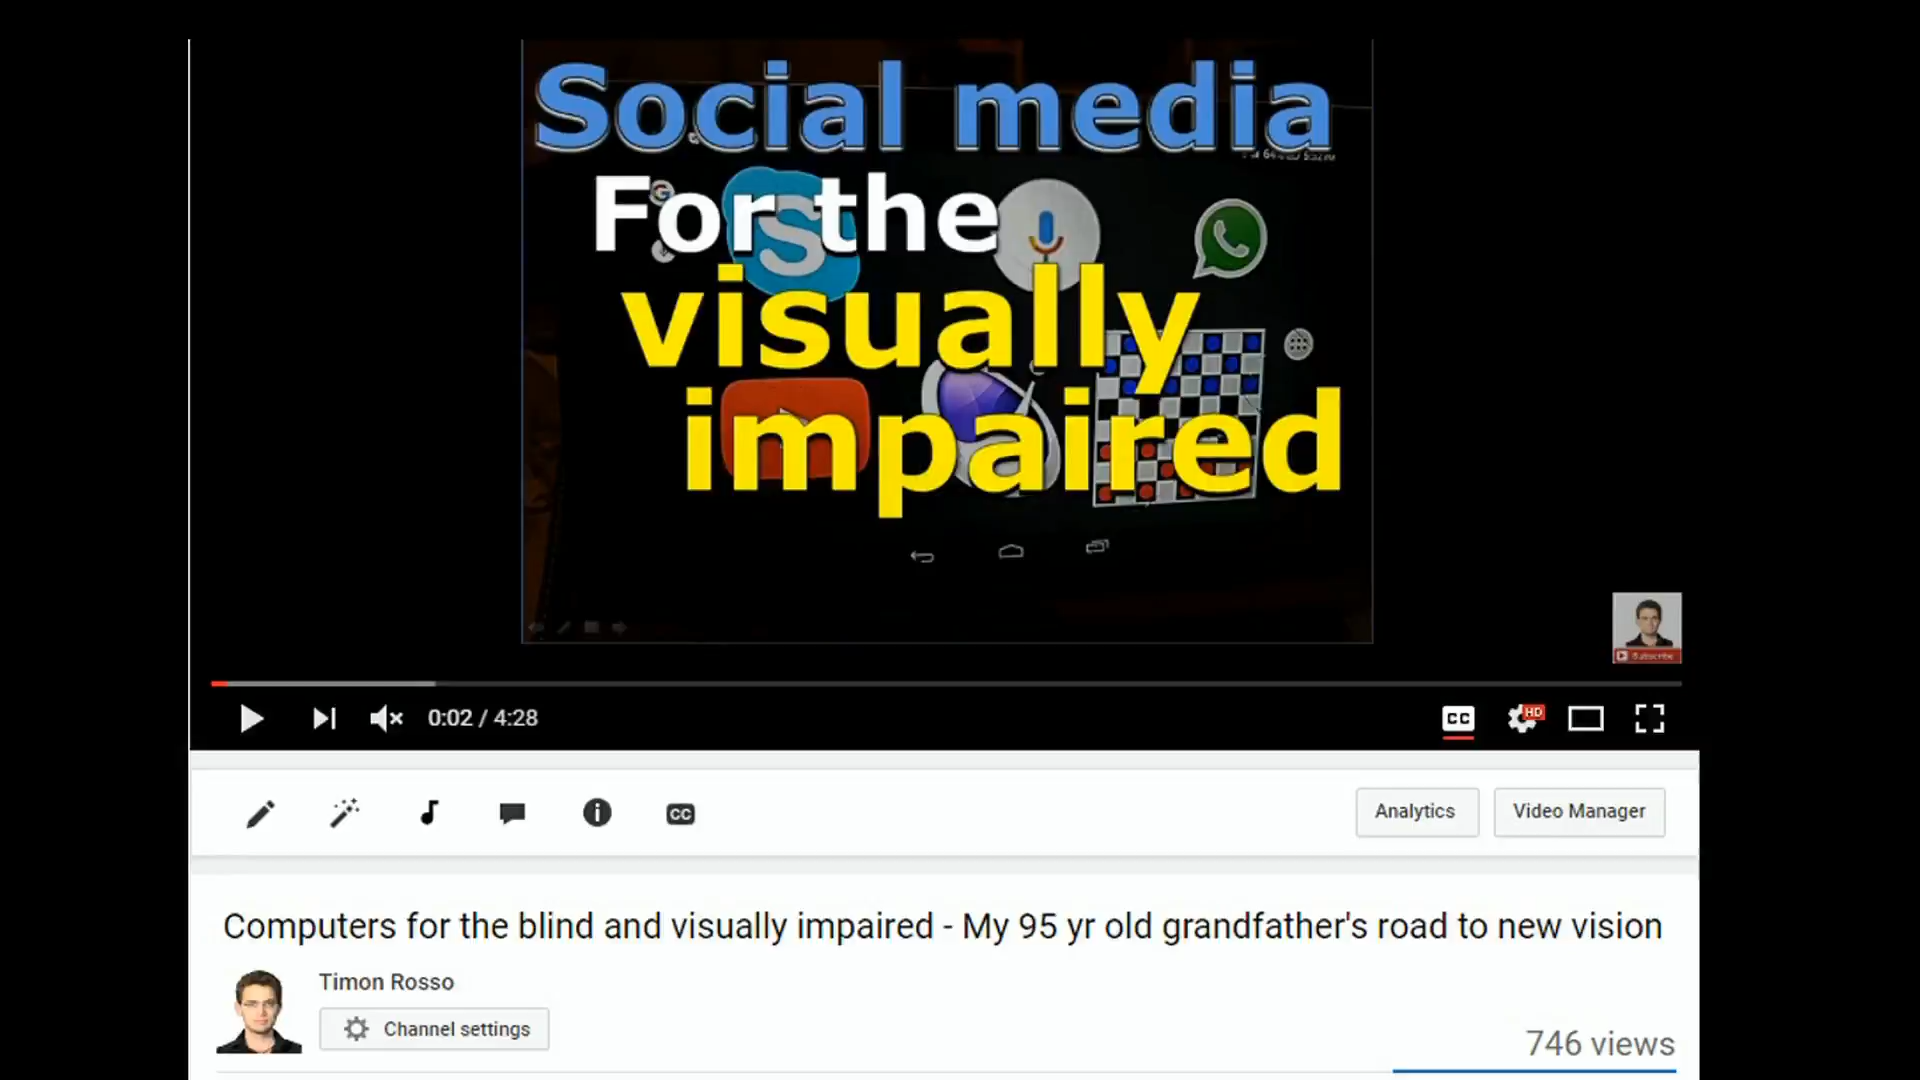 Social media
For the
visually
impaired
Subscribe
0:02 / 4:28
CC
HD
CC
Analytics
Video Manager
Computers for the blind and visually impaired - My 95 yr old grandfather's road to new vision
Timon Rosso
Channel settings
746 views